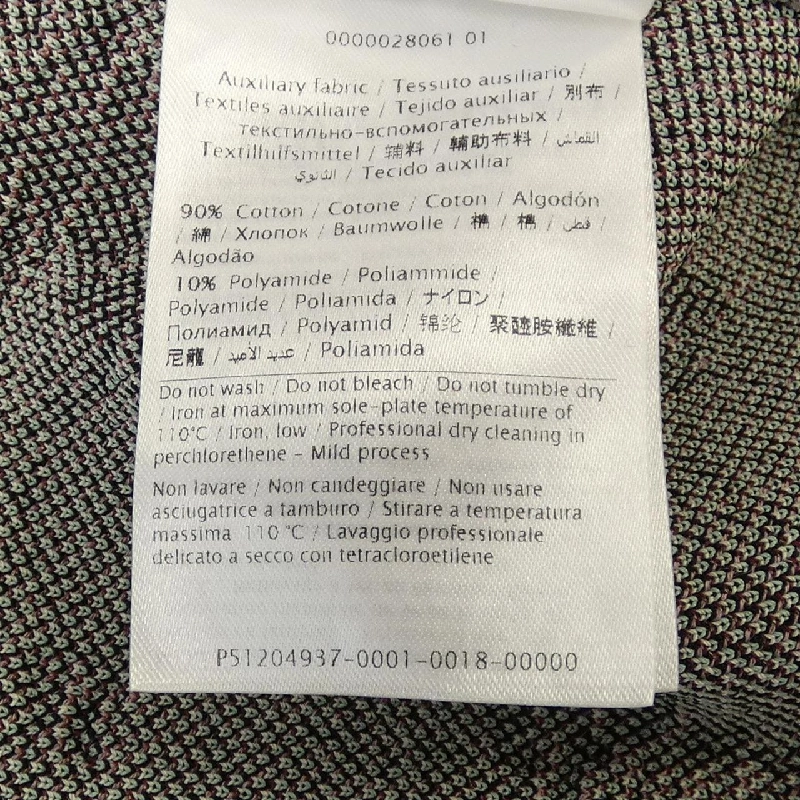 0000028061 01
Auxiliary fabric / Tessuto ausiliario /
Textiles auxiliaire / Tejido auxiliar / 別布 /
текстильно-вспомогательных /
Textilhilfsmittel / 辅料 / 輔助布料 / القماش
الثانوي / Tecido auxiliar
90% Cotton / Cotone / Coton / Algodón
/ 綿 / Хлопок / Baumwolle / 棉 / 棉 / قطن /
Algodão
10% Polyamide / Poliammide /
Polyamide / Poliamida / ナイロン /
Полиамид / Polyamid / 锦纶 / 聚醯胺纖維 /
尼龍 / عديد الأميد / Poliamida
Do not wash / Do not bleach / Do not tumble dry
/ Iron at maximum sole-plate temperature of
110°C / Iron, low / Professional dry cleaning in
perchlorethene - Mild process
Non lavare / Non candeggiare / Non usare
asciugatrice a tamburo / Stirare a temperatura
massima 110 °C / Lavaggio professionale
delicato a secco con tetracloroetilene
P51204937-0001-0018-00000